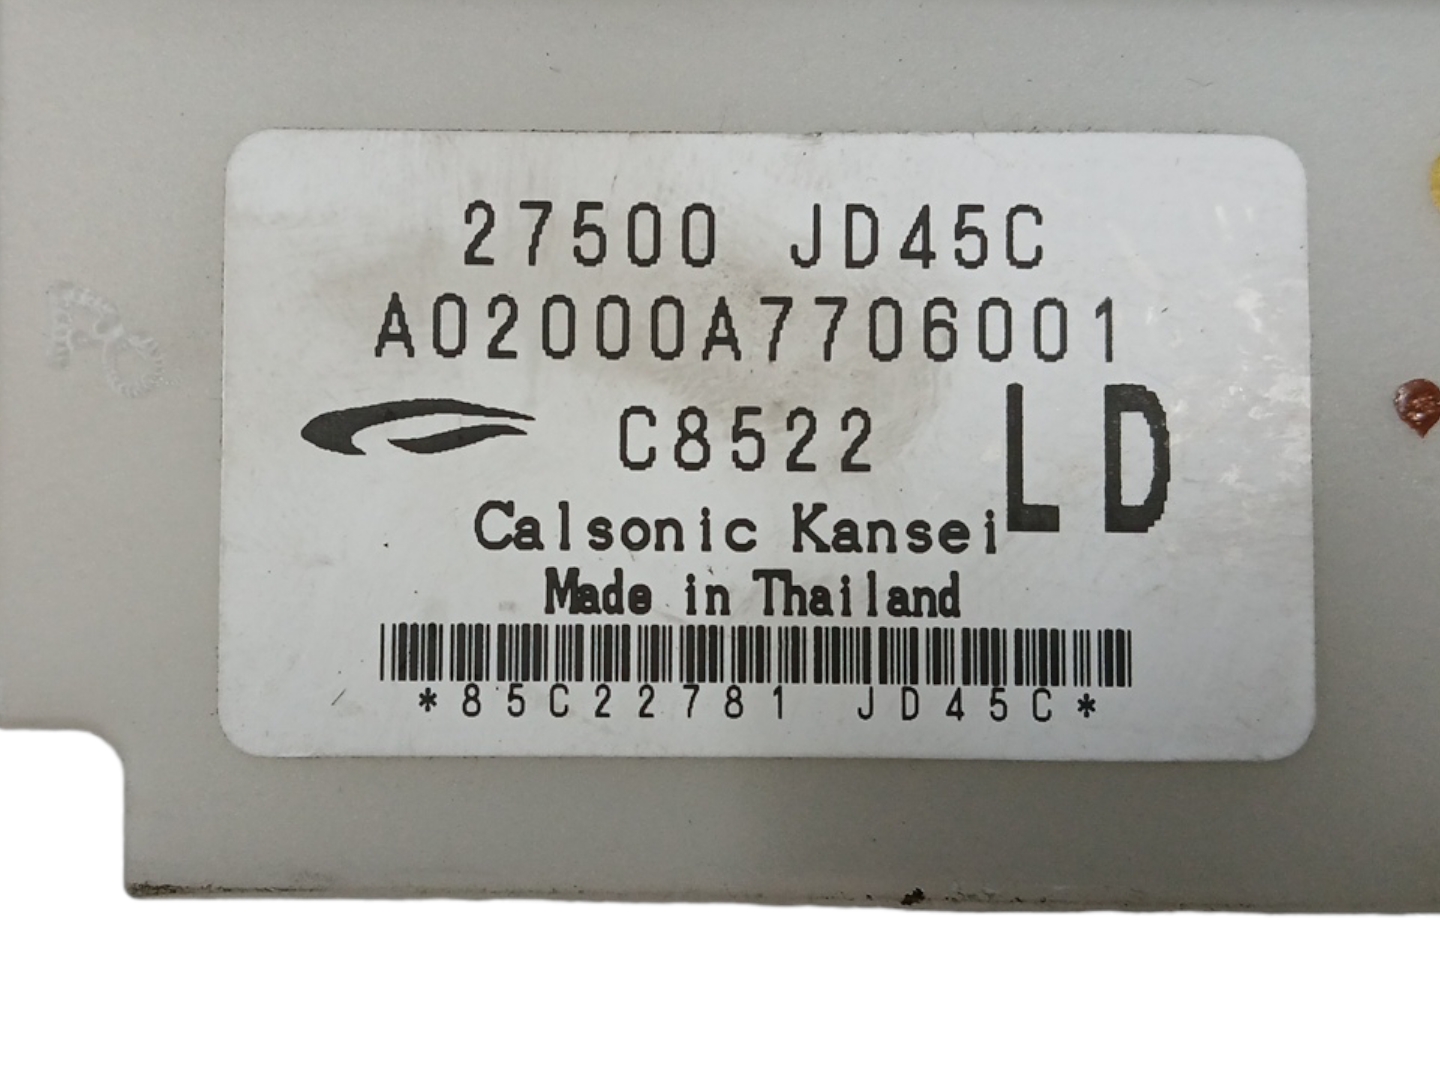 27500 JD45C
A02000A7706001
C8522 LD
Calsonic Kansei
Made in Thailand
*85C22781 JD45C*